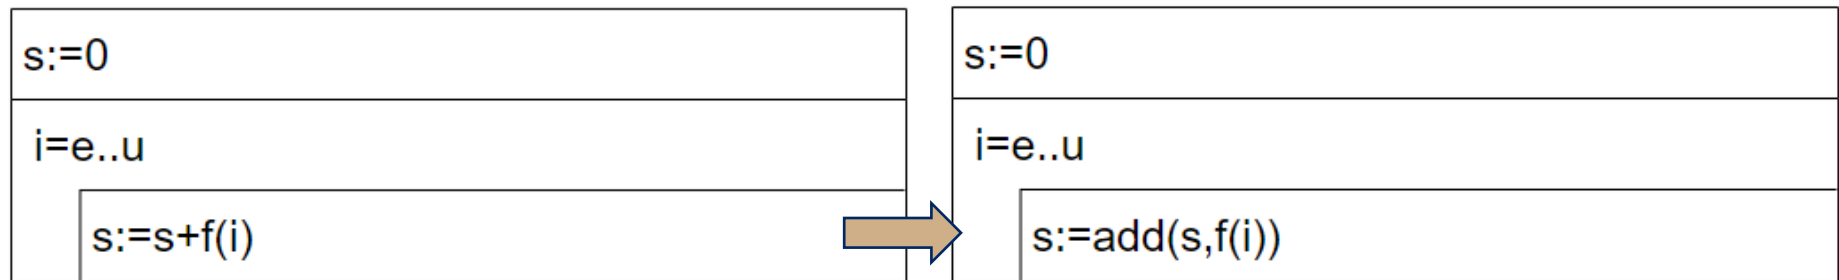 s:=0
i=e..u
s:=s+f(i)
s:=0
i=e..u
s:=add(s,f(i))